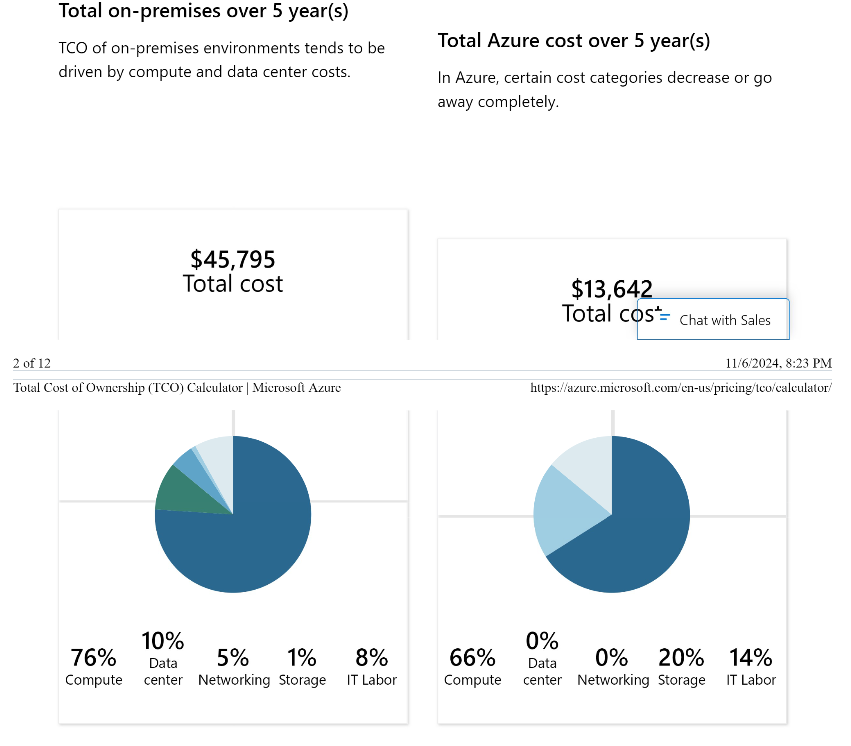 Total on-premises over 5 year(s)
TCO of on-premises environments tends to be
driven by compute and data center costs.
$45,795
Total cost
Total Azure cost over 5 year(s)
In Azure, certain cost categories decrease or go
away completely.
$13,642
Total cost
Chat with Sales
2 of 12
11/6/2024, 8:23 PM
Total Cost of Ownership (TCO) Calculator | Microsoft Azure
https://azure.microsoft.com/en-us/pricing/tco/calculator/
76%
Compute
10%
Data
center
5%
Networking
1%
Storage
8%
IT Labor
66%
Compute
0%
Data
center
0%
Networking
20%
Storage
14%
IT Labor